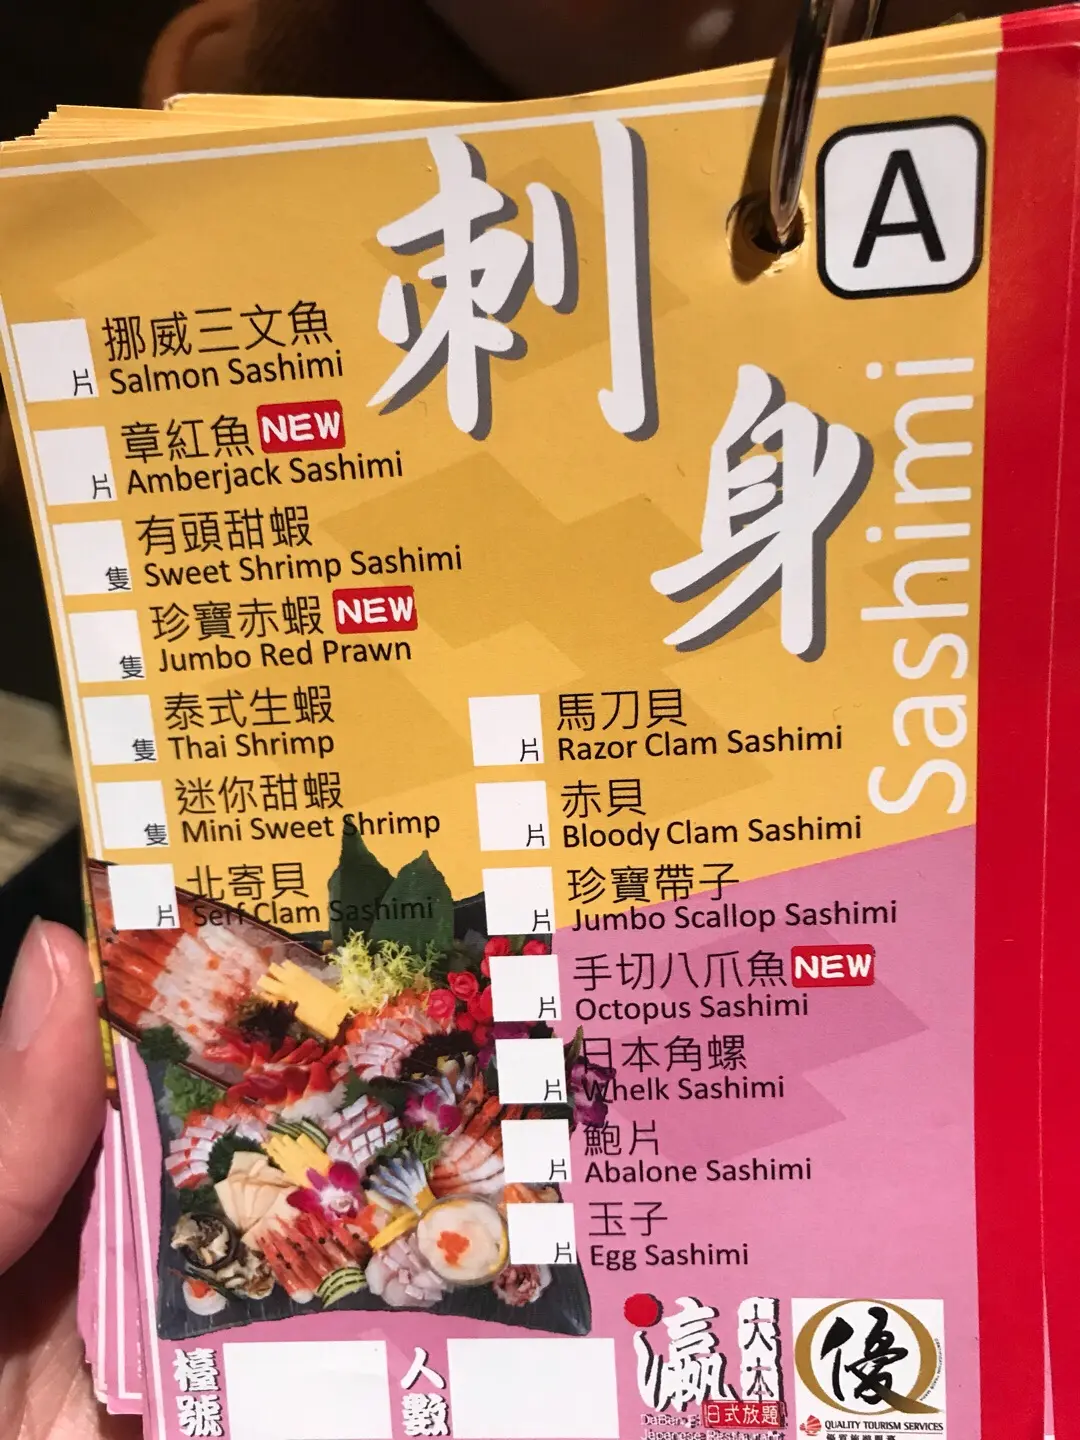 A
刺身
Sashimi
挪威三文魚
片
Salmon Sashimi
章紅魚 NEW
片
Amberjack Sashimi
有頭甜蝦
隻
Sweet Shrimp Sashimi
珍寶赤蝦 NEW
隻
Jumbo Red Prawn
泰式生蝦
隻
Thai Shrimp
迷你甜蝦
隻
Mini Sweet Shrimp
北寄貝
片
Serf Clam Sashimi
馬刀貝
片
Razor Clam Sashimi
赤貝
片
Bloody Clam Sashimi
珍寶帶子
片
Jumbo Scallop Sashimi
手切八爪魚 NEW
片
Octopus Sashimi
日本角螺
片
Whelk Sashimi
鮑片
片
Abalone Sashimi
玉子
片
Egg Sashimi
檯號
人數
瀛大本
日式放題
Japanese Restaurant
優
QUALITY TOURISM SERVICES